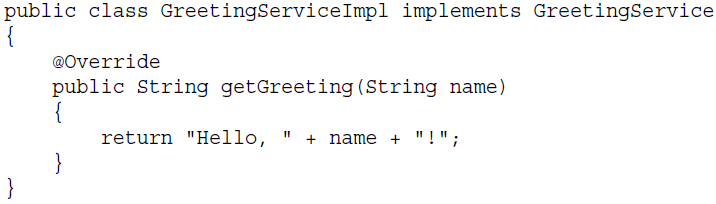 public class GreetingServiceImpl implements GreetingService
{
    @Override
    public String getGreeting(String name)
    {
        return "Hello, " + name + "!";
    }
}